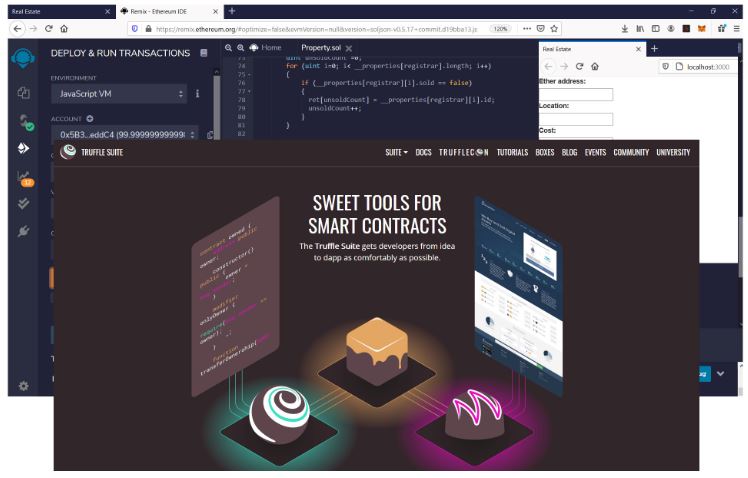 Real Estate
Remix - Ethereum IDE
https://remix.ethereum.org/#optimize=false&evmVersion=null&version=soljson-v0.5.17+commit.d19bba13.js
120%
DEPLOY & RUN TRANSACTIONS
Home
Property.sol
ENVIRONMENT
JavaScript VM
ACCOUNT
0x5B3...eddC4 (99.9999999999
73 uint unsoldCount =0;
74 for (uint i=0; i< __properties[registrar].length; i++)
75 {
76 if (__properties[registrar][i].sold == false)
77 {
78 ret[unsoldCount] = __properties[registrar][i].id;
79 unsoldCount++;
80 }
81 }
82
12
Real Estate
localhost:3000
Ether address:
Location:
Cost:
TRUFFLE SUITE
SUITE
DOCS
TRUFFLECON
TUTORIALS
BOXES
BLOG
EVENTS
COMMUNITY
UNIVERSITY
SWEET TOOLS FOR
SMART CONTRACTS
The Truffle Suite gets developers from idea
to dapp as comfortably as possible.
contract owned {
address public
owner;
constructor()
public { owner =
msg.sender;
}
modifier
onlyOwner {
require(msg.sender ==
owner); _;
}
function
transferOwnership(